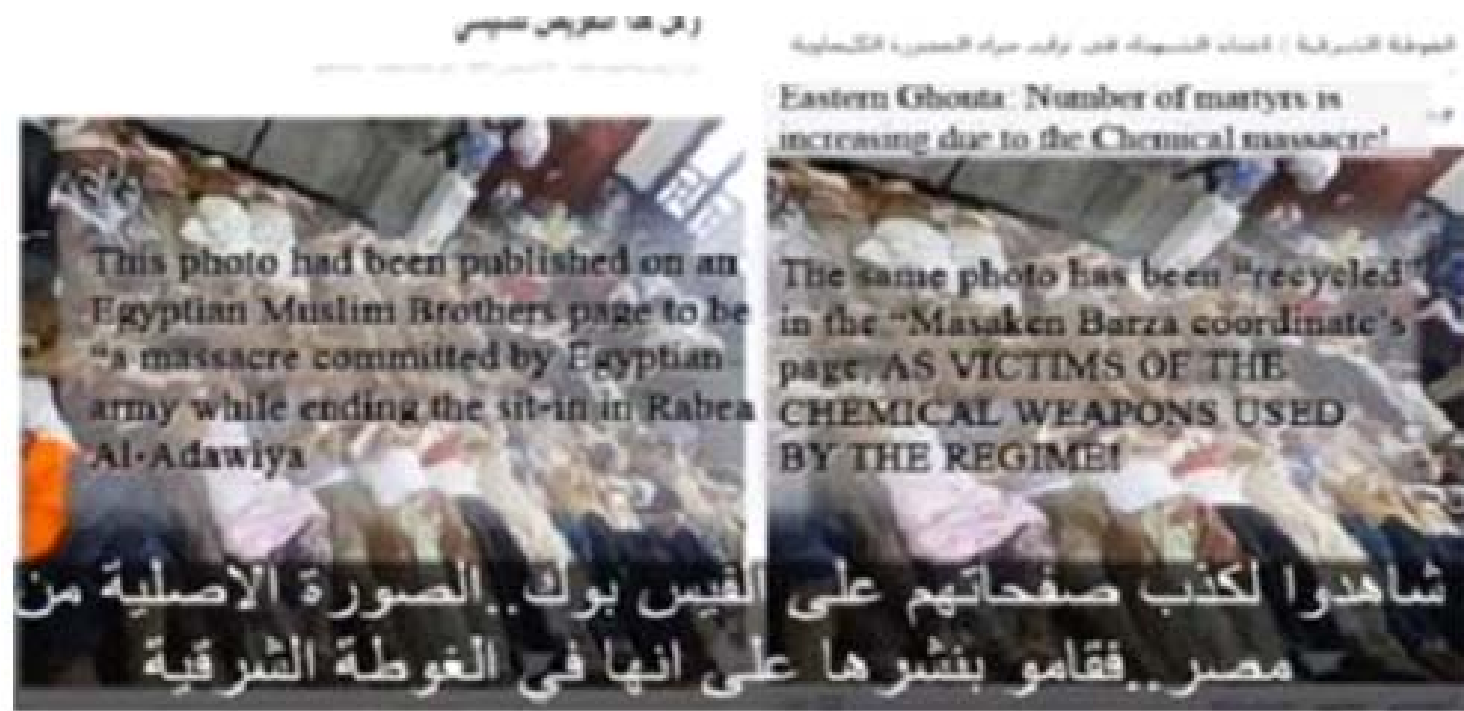 وكل هذا
Eastern Ghouta: Number of martyrs is
increasing due to the Chemical massacre!
This photo had been published on an
Egyptian Muslim Brothers page to be
"a massacre committed by Egyptian
army while ending the sit-in in Rabea
Al-Adawiya
The same photo has been "recycled"
in the "Masaken Barza coordinate's
page, AS VICTIMS OF THE
CHEMICAL WEAPONS USED
BY THE REGIME!
شاهدوا لكذب صفحاتهم على الفيس بوك..الصورة الاصلية من
مصر..فقامو بنشرها على انها في الغوطة الشرقية